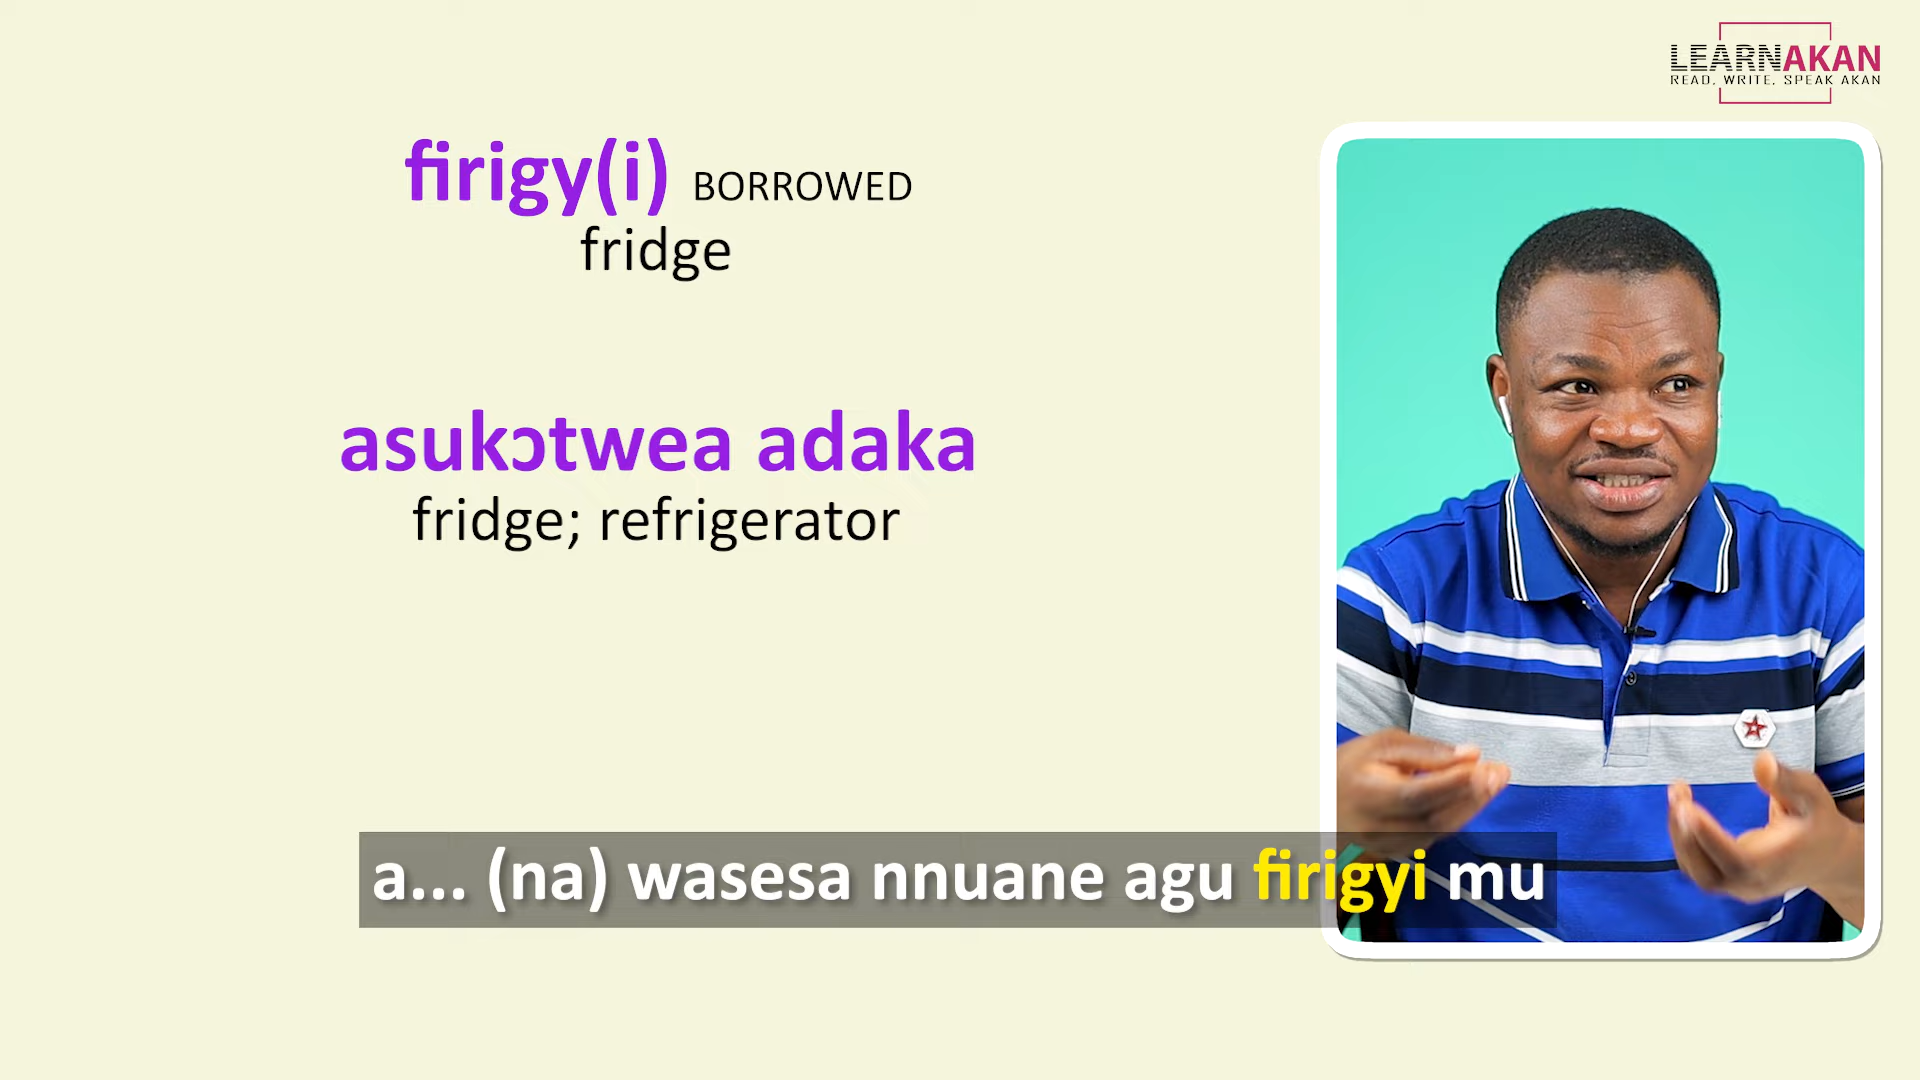 LEARNAKAN
READ, WRITE, SPEAK AKAN
firigy(i) BORROWED
fridge
asukɔtwea adaka
fridge; refrigerator
a... (na) wasesa nnuane agu firigyi mu